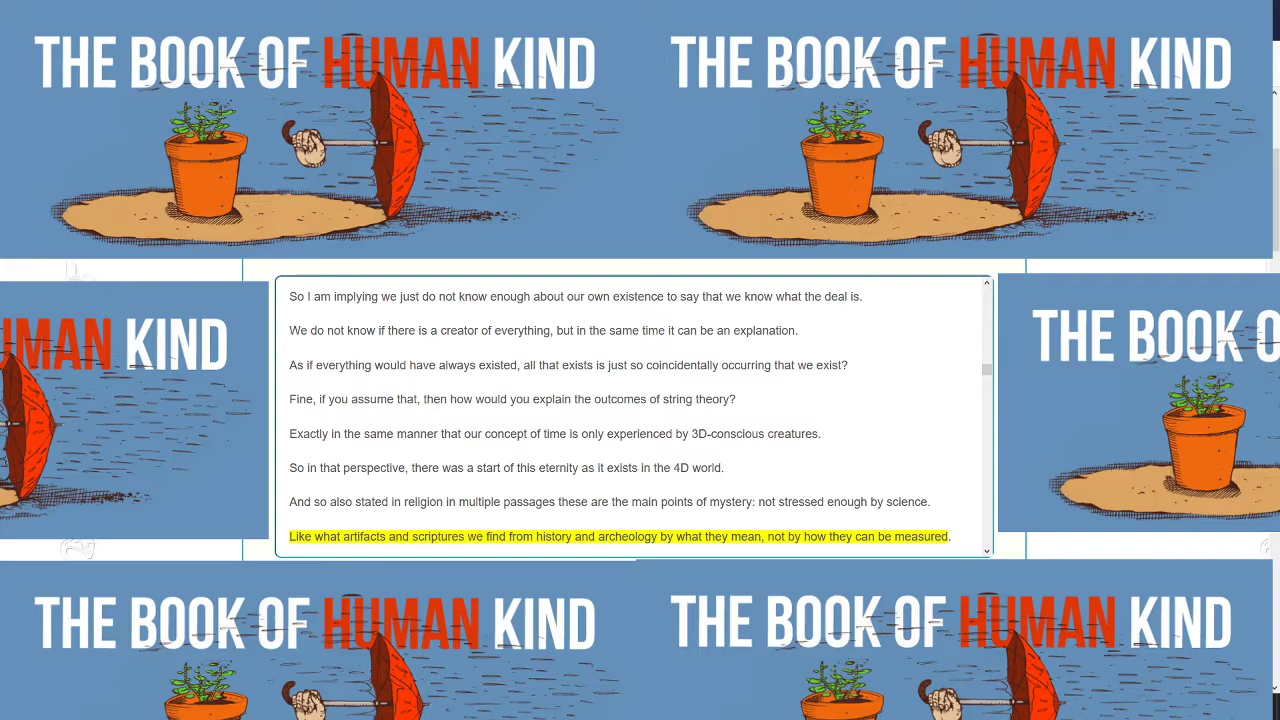 THE BOOK OF HUMAN KIND
THE BOOK OF HUMAN KIND
So I am implying we just do not know enough about our own existence to say that we know what the deal is.
We do not know if there is a creator of everything, but in the same time it can be an explanation.
As if everything would have always existed, all that exists is just so coincidentally occurring that we exist?
Fine, if you assume that, then how would you explain the outcomes of string theory?
Exactly in the same manner that our concept of time is only experienced by 3D-conscious creatures.
So in that perspective, there was a start of this eternity as it exists in the 4D world.
And so also stated in religion in multiple passages these are the main points of mystery: not stressed enough by science.
Like what artifacts and scriptures we find from history and archeology by what they mean, not by how they can be measured.
UMAN KIND
THE BOOK O
THE BOOK OF HUMAN KIND
THE BOOK OF HUMAN KIND